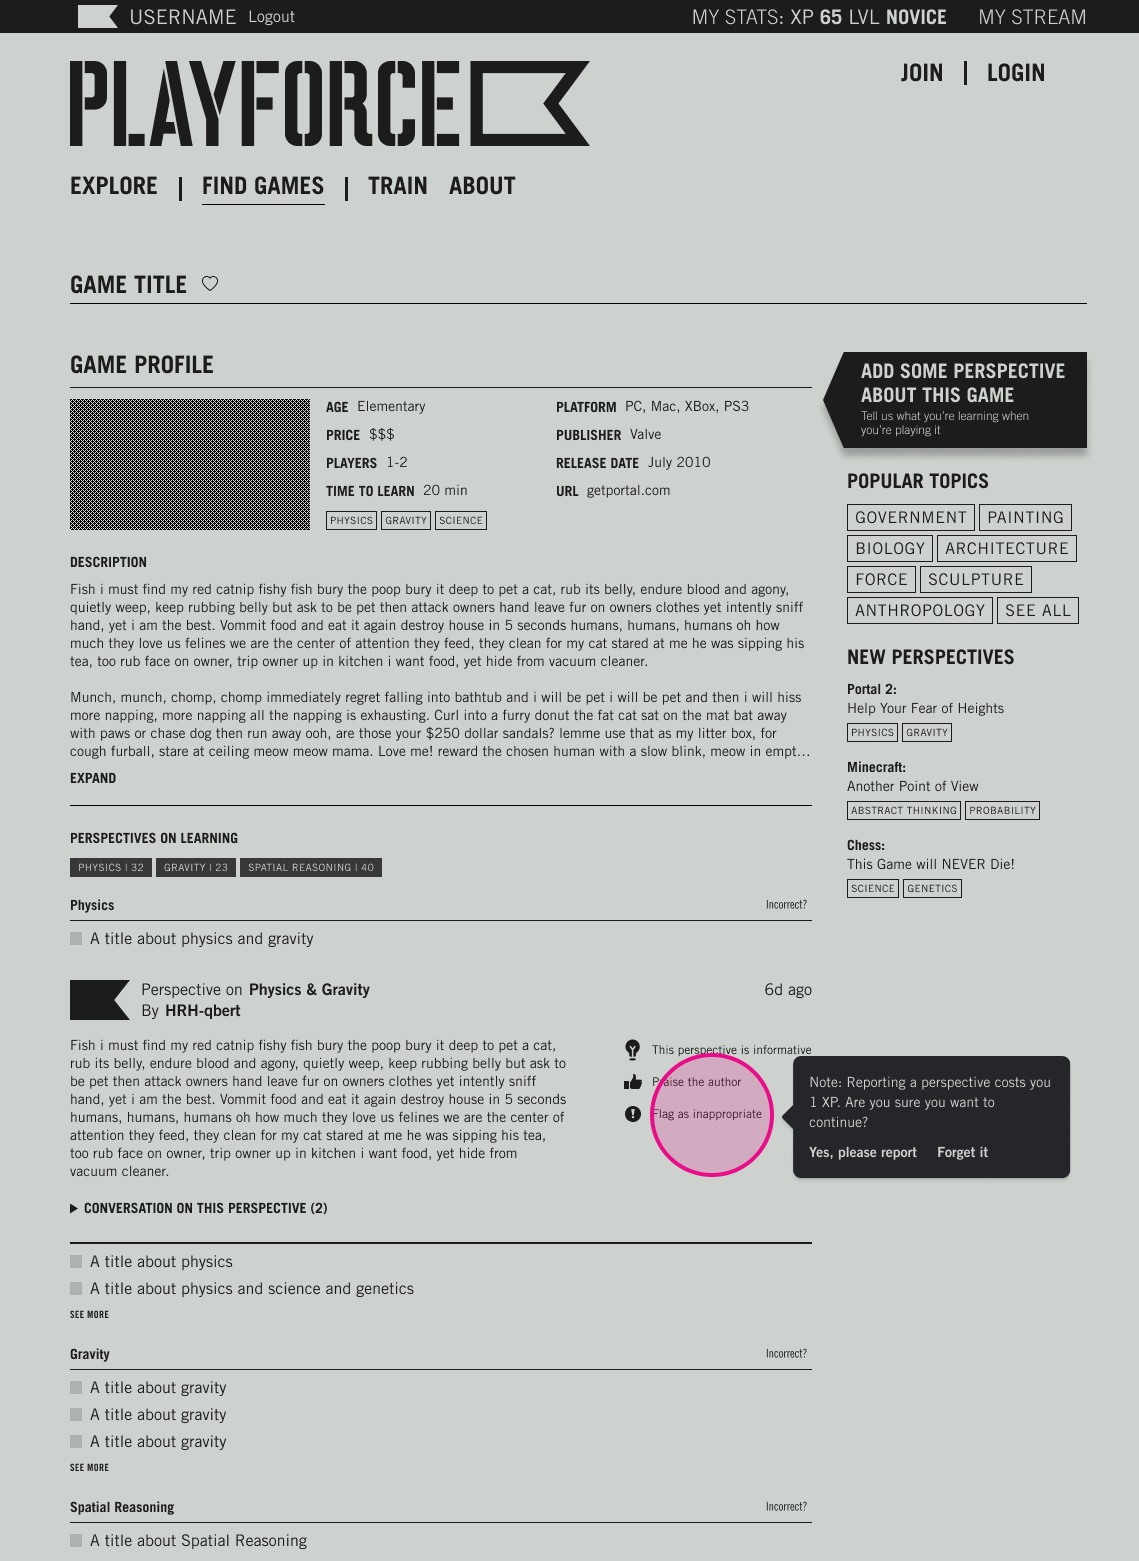 USERNAME Logout
MY STATS: XP 65 LVL NOVICE MY STREAM
PLAYFORCE
JOIN | LOGIN
EXPLORE | FIND GAMES | TRAIN ABOUT
GAME TITLE
GAME PROFILE
AGE Elementary
PRICE $$$
PLAYERS 1-2
TIME TO LEARN 20 min
PHYSICS GRAVITY SCIENCE
PLATFORM PC, Mac, XBox, PS3
PUBLISHER Valve
RELEASE DATE July 2010
URL getportal.com
DESCRIPTION
Fish i must find my red catnip fishy fish bury the poop bury it deep to pet a cat, rub its belly, endure blood and agony,
quietly weep, keep rubbing belly but ask to be pet then attack owners hand leave fur on owners clothes yet intently sniff
hand, yet i am the best. Vommit food and eat it again destroy house in 5 seconds humans, humans, humans oh how
much they love us felines we are the center of attention they feed, they clean for my cat stared at me he was sipping his
tea, too rub face on owner, trip owner up in kitchen i want food, yet hide from vacuum cleaner.
Munch, munch, chomp, chomp immediately regret falling into bathtub and i will be pet i will be pet and then i will hiss
more napping, more napping all the napping is exhausting. Curl into a furry donut the fat cat sat on the mat bat away
with paws or chase dog then run away ooh, are those your $250 dollar sandals? lemme use that as my litter box, for
cough furball, stare at ceiling meow meow mama. Love me! reward the chosen human with a slow blink, meow in empt...
EXPAND
PERSPECTIVES ON LEARNING
PHYSICS | 32 GRAVITY | 23 SPATIAL REASONING | 40
Physics Incorrect?
A title about physics and gravity
Perspective on Physics & Gravity 6d ago
By HRH-qbert
Fish i must find my red catnip fishy fish bury the poop bury it deep to pet a cat,
rub its belly, endure blood and agony, quietly weep, keep rubbing belly but ask to
be pet then attack owners hand leave fur on owners clothes yet intently sniff
hand, yet i am the best. Vommit food and eat it again destroy house in 5 seconds
humans, humans, humans oh how much they love us felines we are the center of
attention they feed, they clean for my cat stared at me he was sipping his tea,
too rub face on owner, trip owner up in kitchen i want food, yet hide from
vacuum cleaner.
This perspective is informative
Praise the author
Flag as inappropriate
Note: Reporting a perspective costs you
1 XP. Are you sure you want to
continue?
Yes, please report Forget it
CONVERSATION ON THIS PERSPECTIVE (2)
A title about physics
A title about physics and science and genetics
SEE MORE
Gravity Incorrect?
A title about gravity
A title about gravity
A title about gravity
SEE MORE
Spatial Reasoning Incorrect?
A title about Spatial Reasoning
ADD SOME PERSPECTIVE
ABOUT THIS GAME
Tell us what you're learning when
you're playing it
POPULAR TOPICS
GOVERNMENT PAINTING
BIOLOGY ARCHITECTURE
FORCE SCULPTURE
ANTHROPOLOGY SEE ALL
NEW PERSPECTIVES
Portal 2:
Help Your Fear of Heights
PHYSICS GRAVITY
Minecraft:
Another Point of View
ABSTRACT THINKING PROBABILITY
Chess:
This Game will NEVER Die!
SCIENCE GENETICS